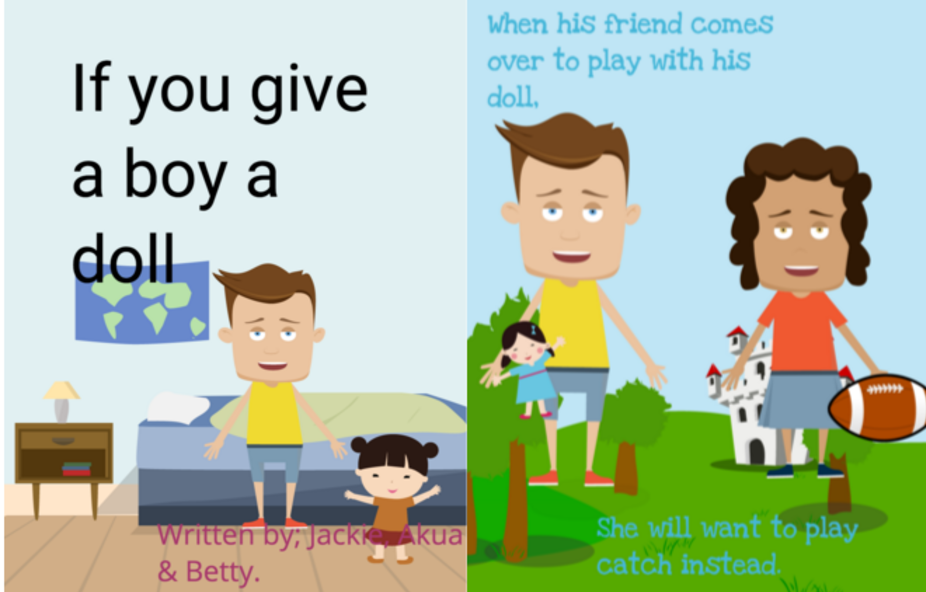 If you give
a boy a
doll
Written by; Jackie, Akua
& Betty.
When his friend comes
over to play with his
doll,
She will want to play
catch instead.